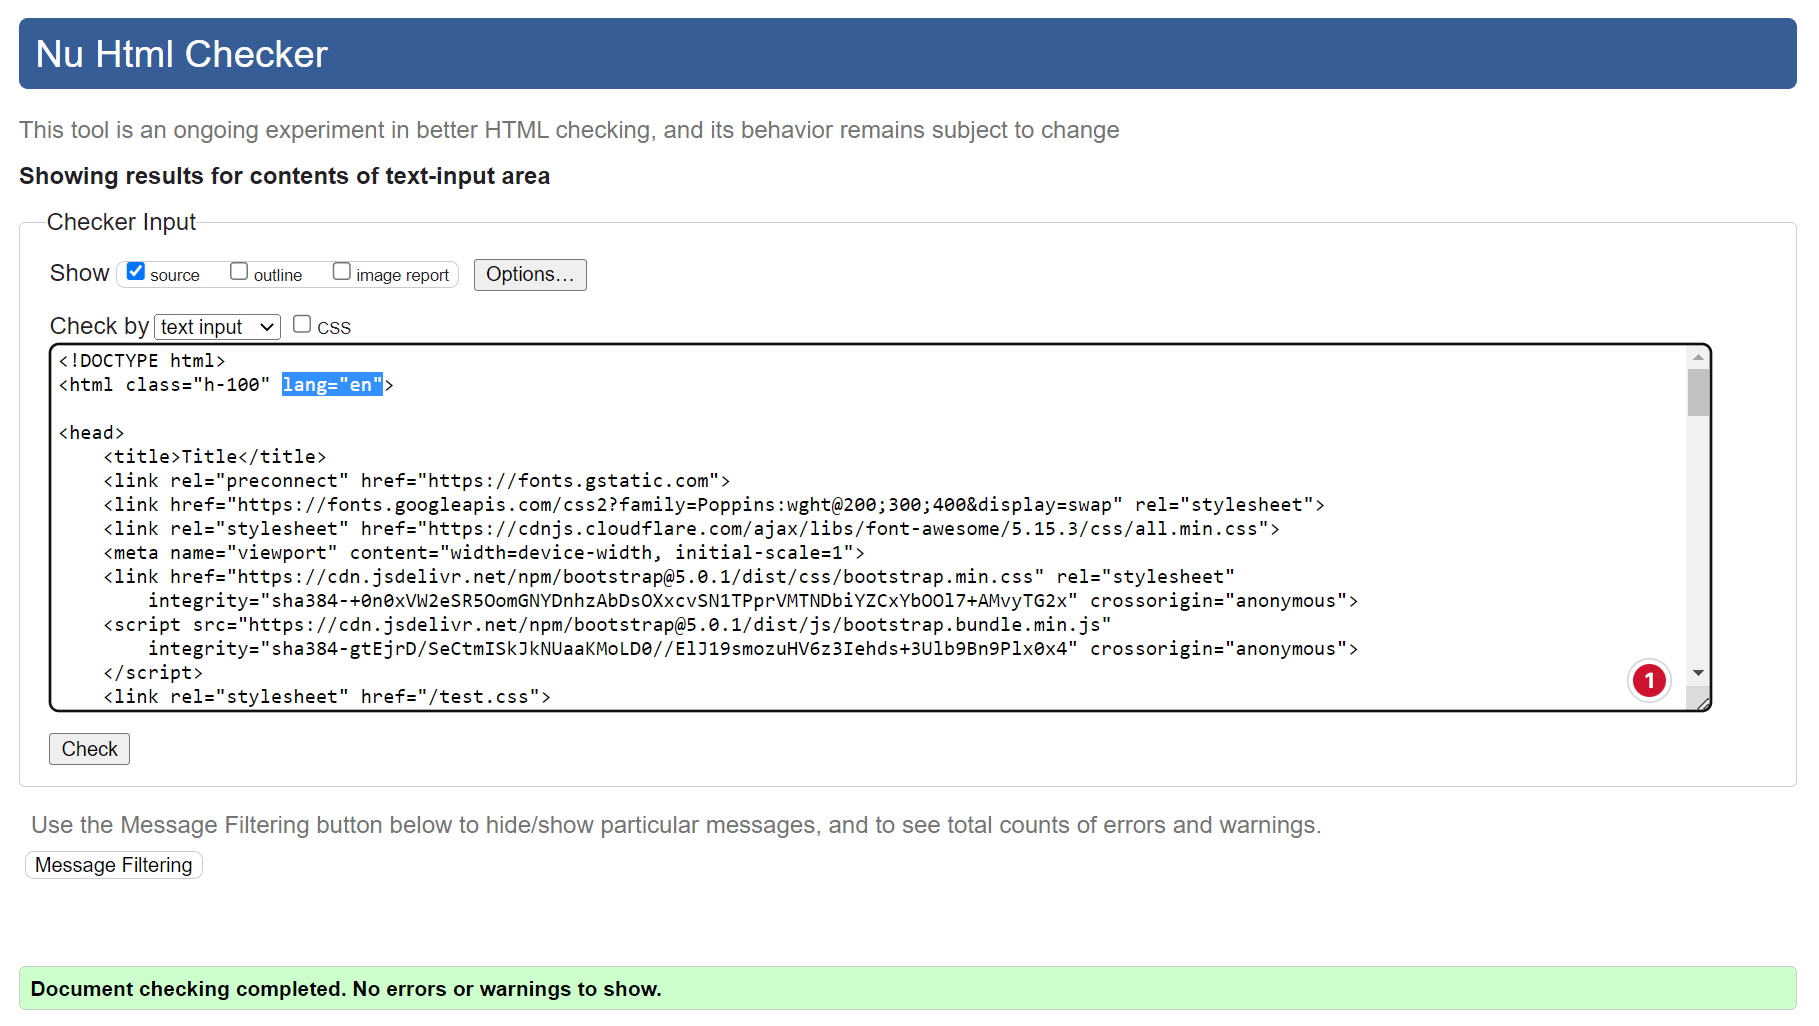 Nu Html Checker
This tool is an ongoing experiment in better HTML checking, and its behavior remains subject to change
Showing results for contents of text-input area
Checker Input
Show source outline image report Options...
Check by text input CSS
<!DOCTYPE html>
<html class="h-100" lang="en">
<head>
<title>Title</title>
<link rel="preconnect" href="https://fonts.gstatic.com">
<link href="https://fonts.googleapis.com/css2?family=Poppins:wght@200;300;400&display=swap" rel="stylesheet">
<link rel="stylesheet" href="https://cdnjs.cloudflare.com/ajax/libs/font-awesome/5.15.3/css/all.min.css">
<meta name="viewport" content="width=device-width, initial-scale=1">
<link href="https://cdn.jsdelivr.net/npm/bootstrap@5.0.1/dist/css/bootstrap.min.css" rel="stylesheet"
integrity="sha384-+0n0xVW2eSR5OomGNYDnhzAbDsOXxcvSN1TPprVMTNDbiYZCxYbOOl7+AMvyTG2x" crossorigin="anonymous">
<script src="https://cdn.jsdelivr.net/npm/bootstrap@5.0.1/dist/js/bootstrap.bundle.min.js"
integrity="sha384-gtEjrD/SeCtmISkJkNUaaKMoLD0//ElJ19smozuHV6z3Iehds+3Ulb9Bn9Plx0x4" crossorigin="anonymous">
</script>
<link rel="stylesheet" href="/test.css">
1
Check
Use the Message Filtering button below to hide/show particular messages, and to see total counts of errors and warnings.
Message Filtering
Document checking completed. No errors or warnings to show.